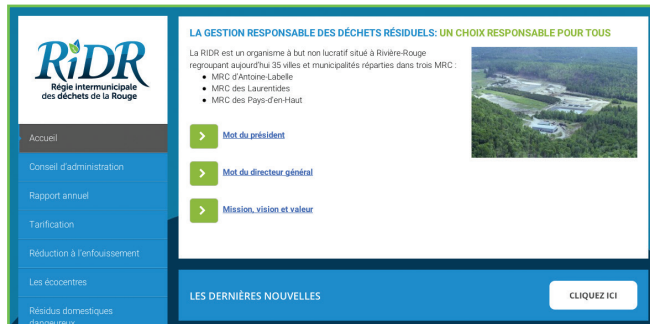 RiDR
Régie intermunicipale
des déchets de la Rouge
Accueil
Conseil d'administration
Rapport annuel
Tarification
Réduction à l'enfouissement
Les écocentres
Résidus domestiques
dangeureux
LA GESTION RESPONSABLE DES DÉCHETS RÉSIDUELS: UN CHOIX RESPONSABLE POUR TOUS
La RIDR est un organisme à but non lucratif situé à Rivière-Rouge
regroupant aujourd'hui 35 villes et municipalités réparties dans trois MRC :
MRC d'Antoine-Labelle
MRC des Laurentides
MRC des Pays-d'en-Haut
Mot du président
Mot du directeur général
Mission, vision et valeur
LES DERNIÈRES NOUVELLES
CLIQUEZ ICI